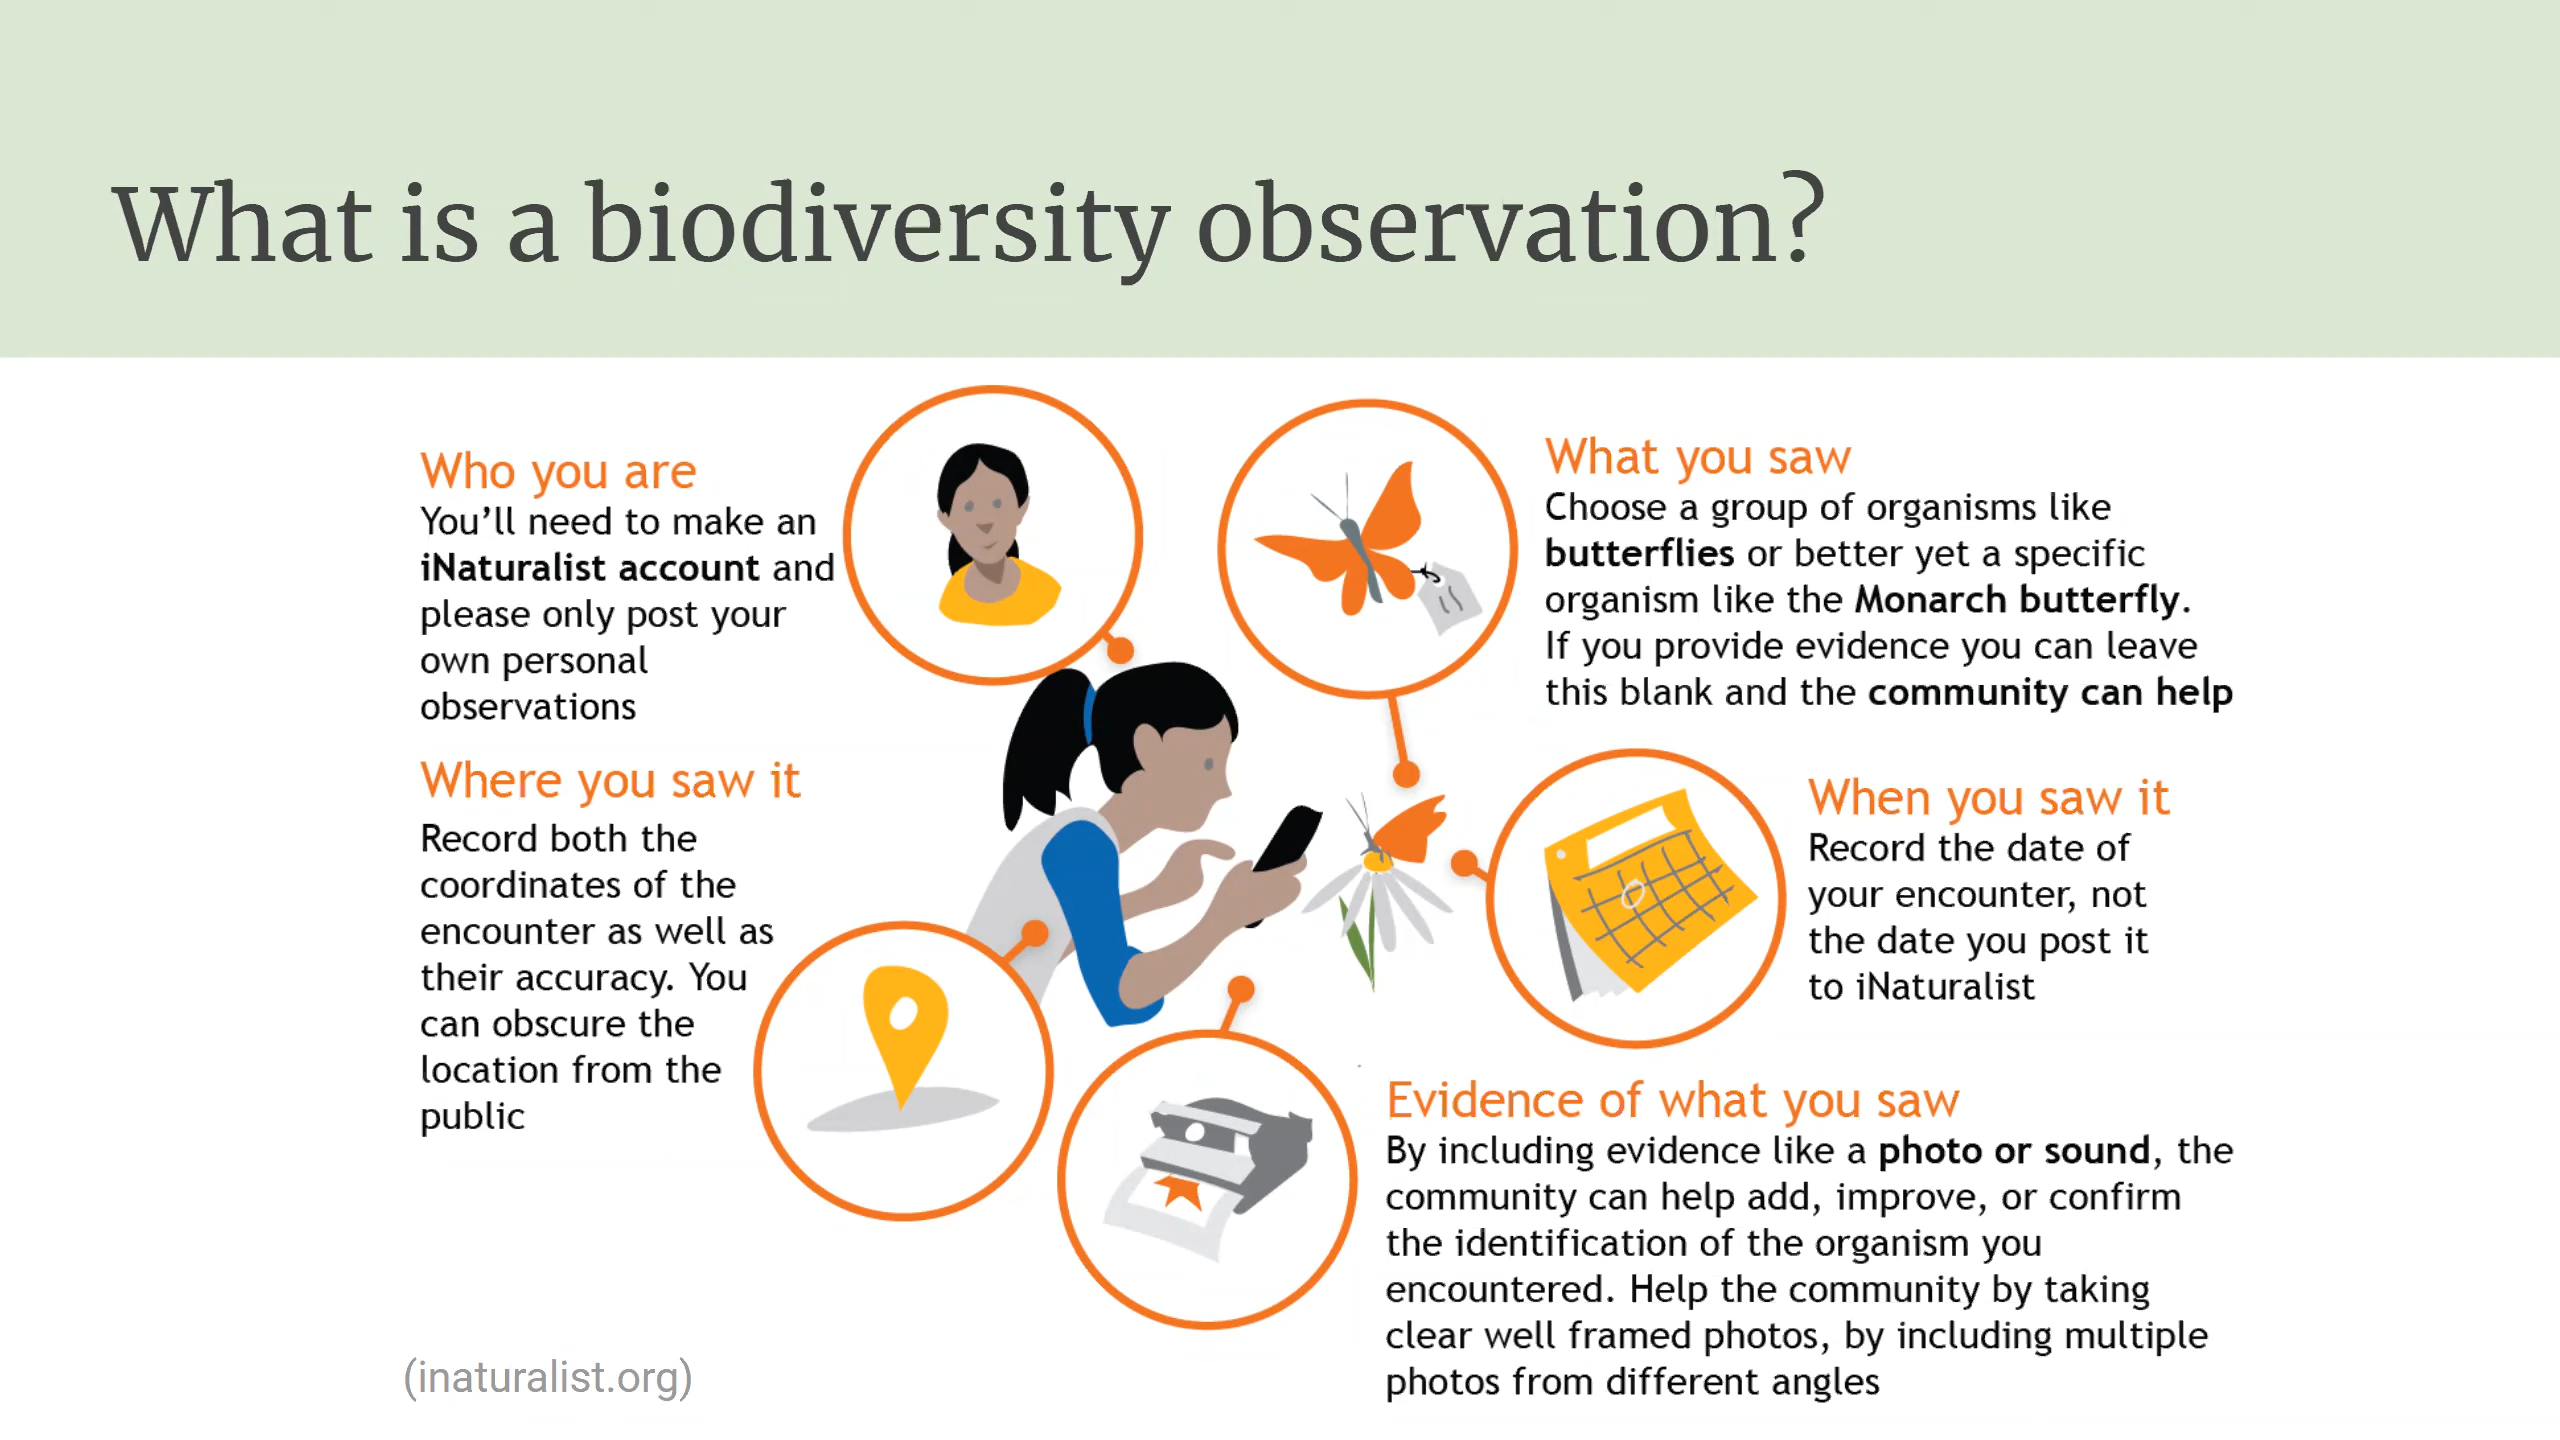 What is a biodiversity observation?
Who you are
You’ll need to make an
iNaturalist account and
please only post your
own personal
observations
What you saw
Choose a group of organisms like
butterflies or better yet a specific
organism like the Monarch butterfly.
If you provide evidence you can leave
this blank and the community can help
Where you saw it
Record both the
coordinates of the
encounter as well as
their accuracy. You
can obscure the
location from the
public
When you saw it
Record the date of
your encounter, not
the date you post it
to iNaturalist
Evidence of what you saw
By including evidence like a photo or sound, the
community can help add, improve, or confirm
the identification of the organism you
encountered. Help the community by taking
clear well framed photos, by including multiple
photos from different angles
(inaturalist.org)